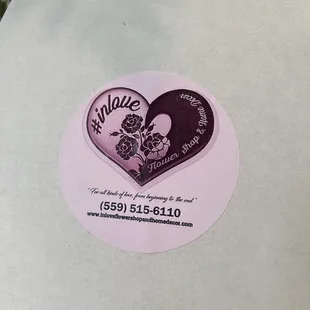 #inlove
Flower Shop & Home Decor
"For all kinds of love, from beginning to the end"
(559) 515-6110
www.inloveflowershopandhomedecor.com